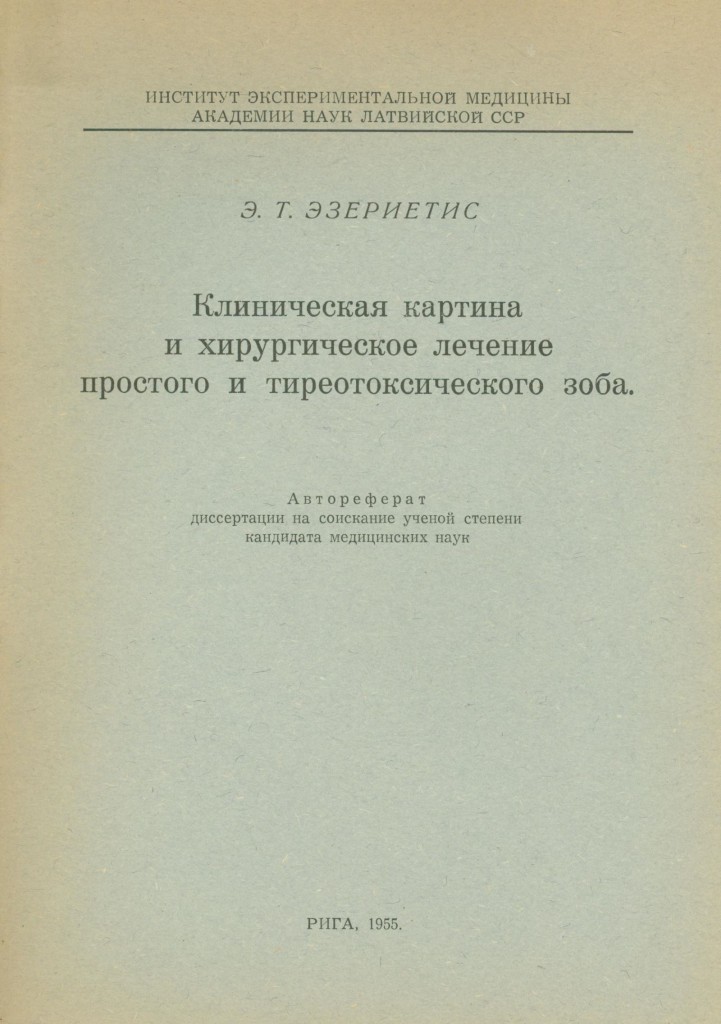 ИНСТИТУТ ЭКСПЕРИМЕНТАЛЬНОЙ МЕДИЦИНЫ
АКАДЕМИИ НАУК ЛАТВИЙСКОЙ ССР
Э. Т. ЭЗЕРИЕТИС
Клиническая картина
и хирургическое лечение
простого и тиреотоксического зоба.
Автореферат
диссертации на соискание ученой степени
кандидата медицинских наук
РИГА, 1955.